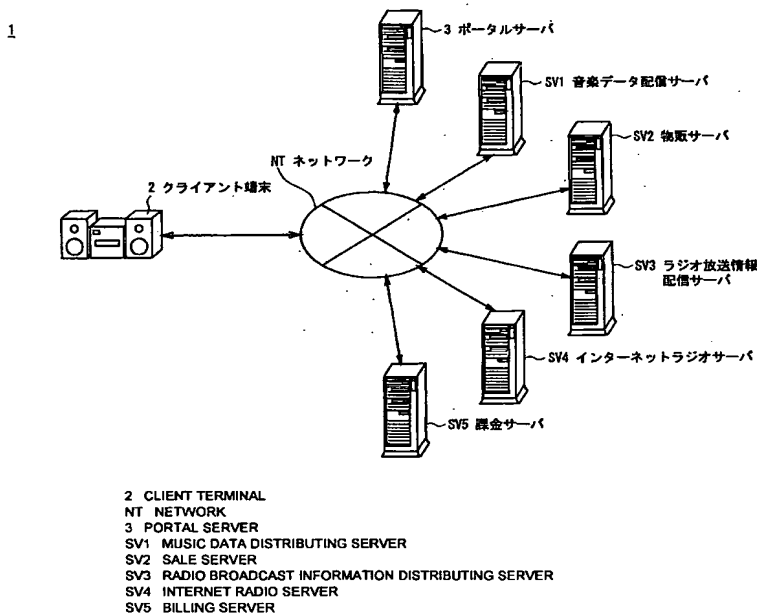 1
3 ポータルサーバ
SV1 音楽データ配信サーバ
SV2 物販サーバ
NT ネットワーク
2 クライアント端末
SV3 ラジオ放送情報
配信サーバ
SV4 インターネットラジオサーバ
SV5 課金サーバ
2 CLIENT TERMINAL
NT NETWORK
3 PORTAL SERVER
SV1 MUSIC DATA DISTRIBUTING SERVER
SV2 SALE SERVER
SV3 RADIO BROADCAST INFORMATION DISTRIBUTING SERVER
SV4 INTERNET RADIO SERVER
SV5 BILLING SERVER